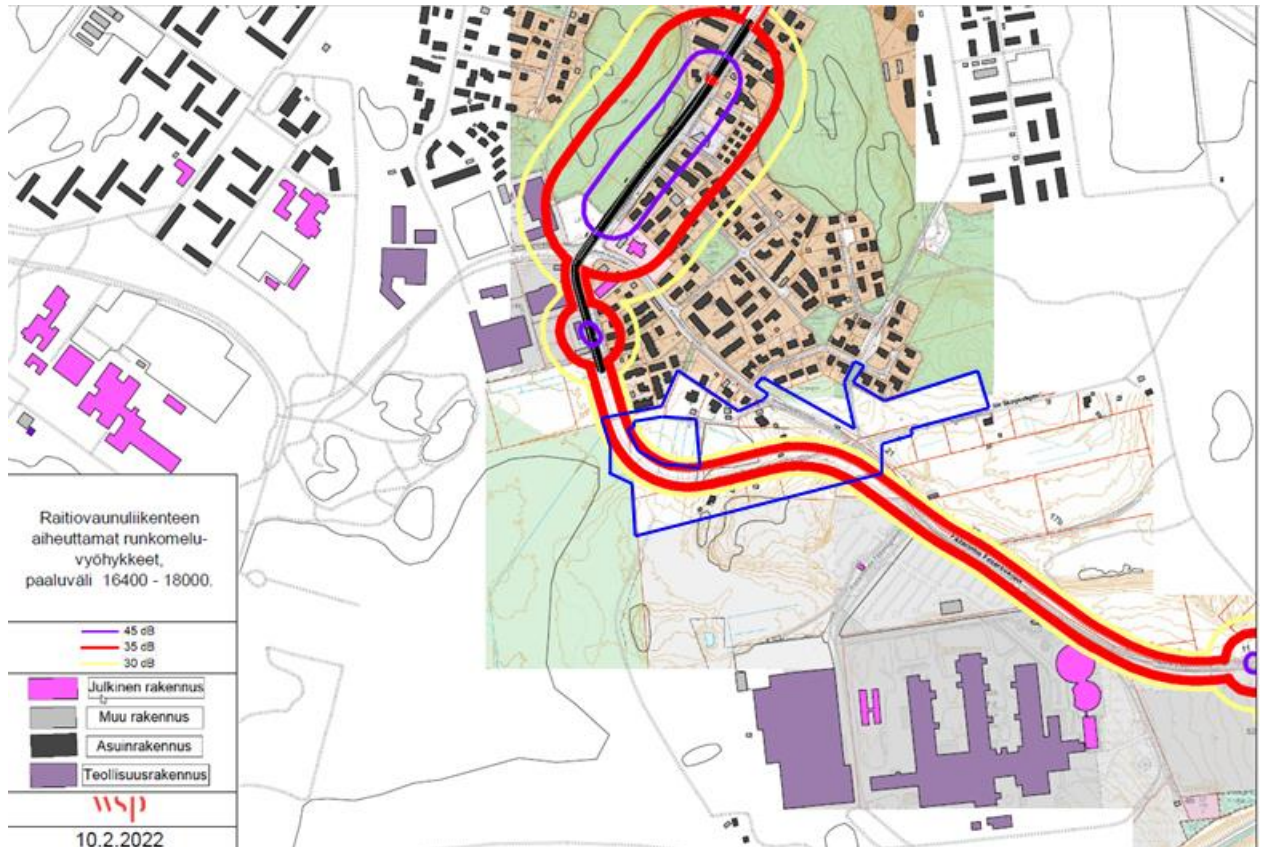 Raitiovaunuliikenteen
aiheuttamat runkomelu-
vyöhykkeet,
paaluväli 16400 - 18000.
45 dB
35 dB
30 dB
Julkinen rakennus
Muu rakennus
Asuinrakennus
Teollisuusrakennus
wsp
10.2.2022